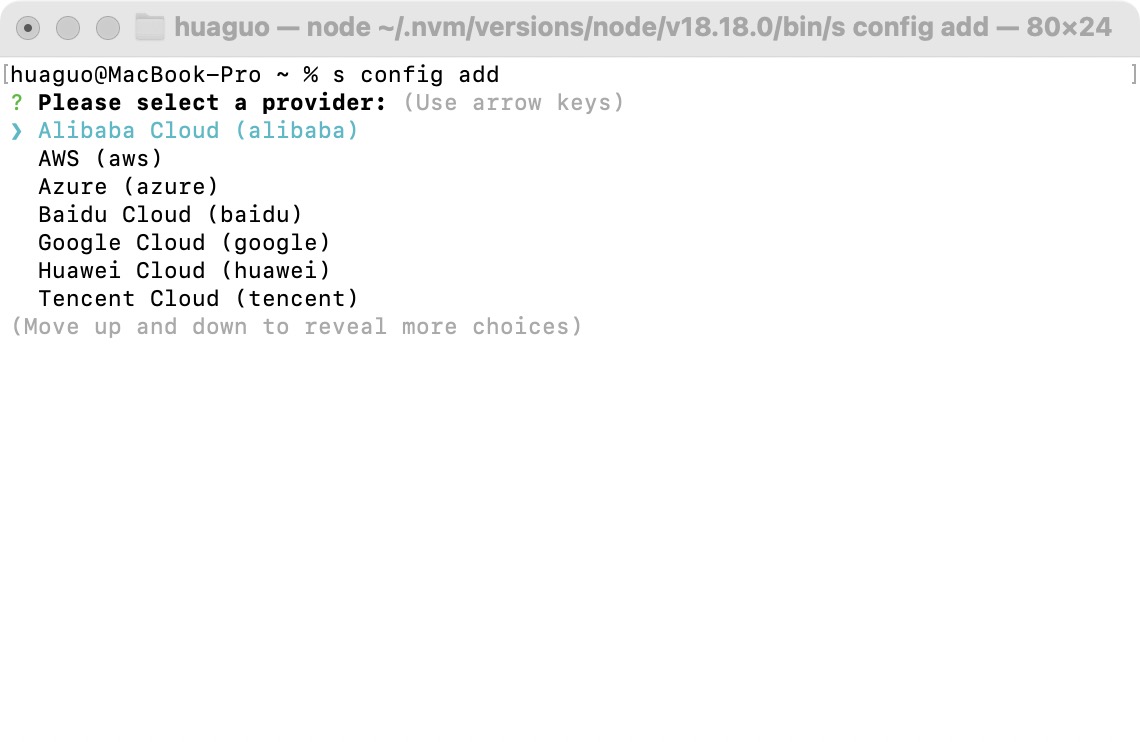 huaguo — node ~/.nvm/versions/node/v18.18.0/bin/s config add — 80×24
[huaguo@MacBook-Pro ~ % s config add ]
? Please select a provider: (Use arrow keys)
❯ Alibaba Cloud (alibaba)
AWS (aws)
Azure (azure)
Baidu Cloud (baidu)
Google Cloud (google)
Huawei Cloud (huawei)
Tencent Cloud (tencent)
(Move up and down to reveal more choices)